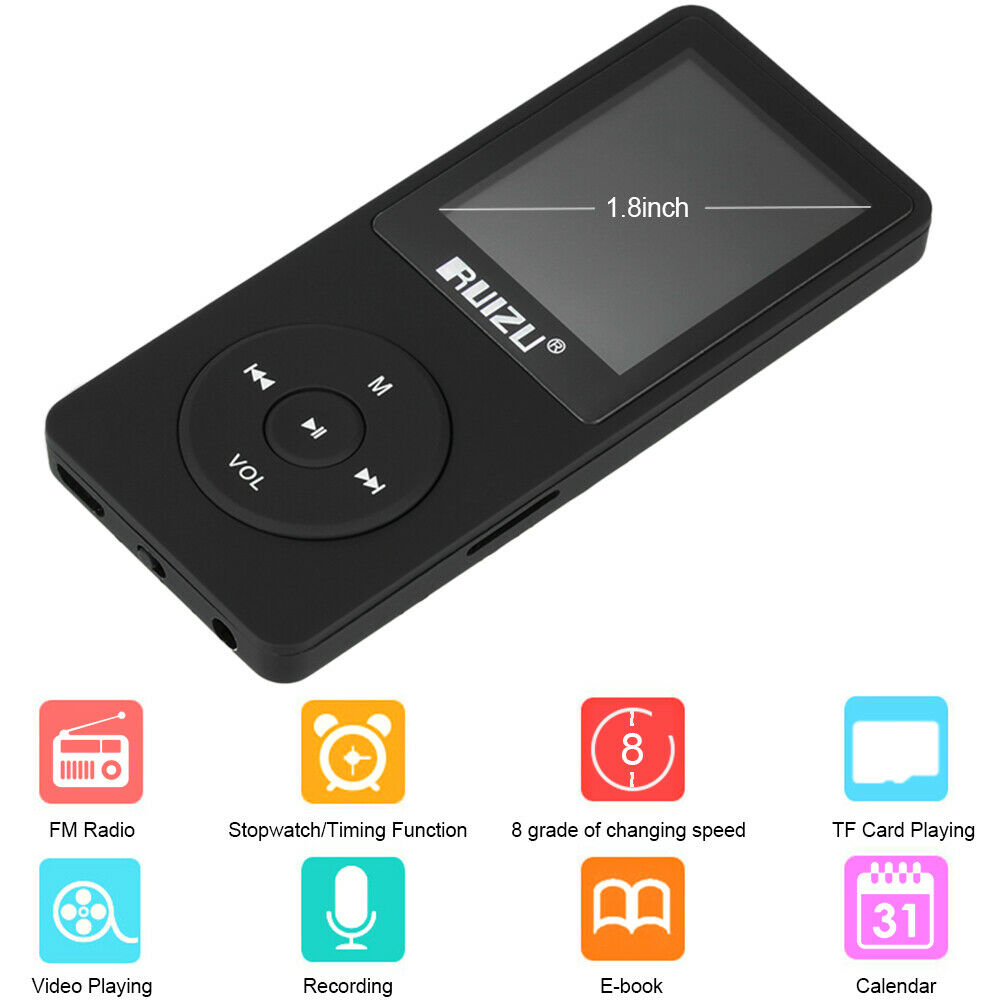 1.8inch
RUIZU®
M
VOL
8
FM Radio
Stopwatch/Timing Function
8 grade of changing speed
TF Card Playing
31
Video Playing
Recording
E-book
Calendar